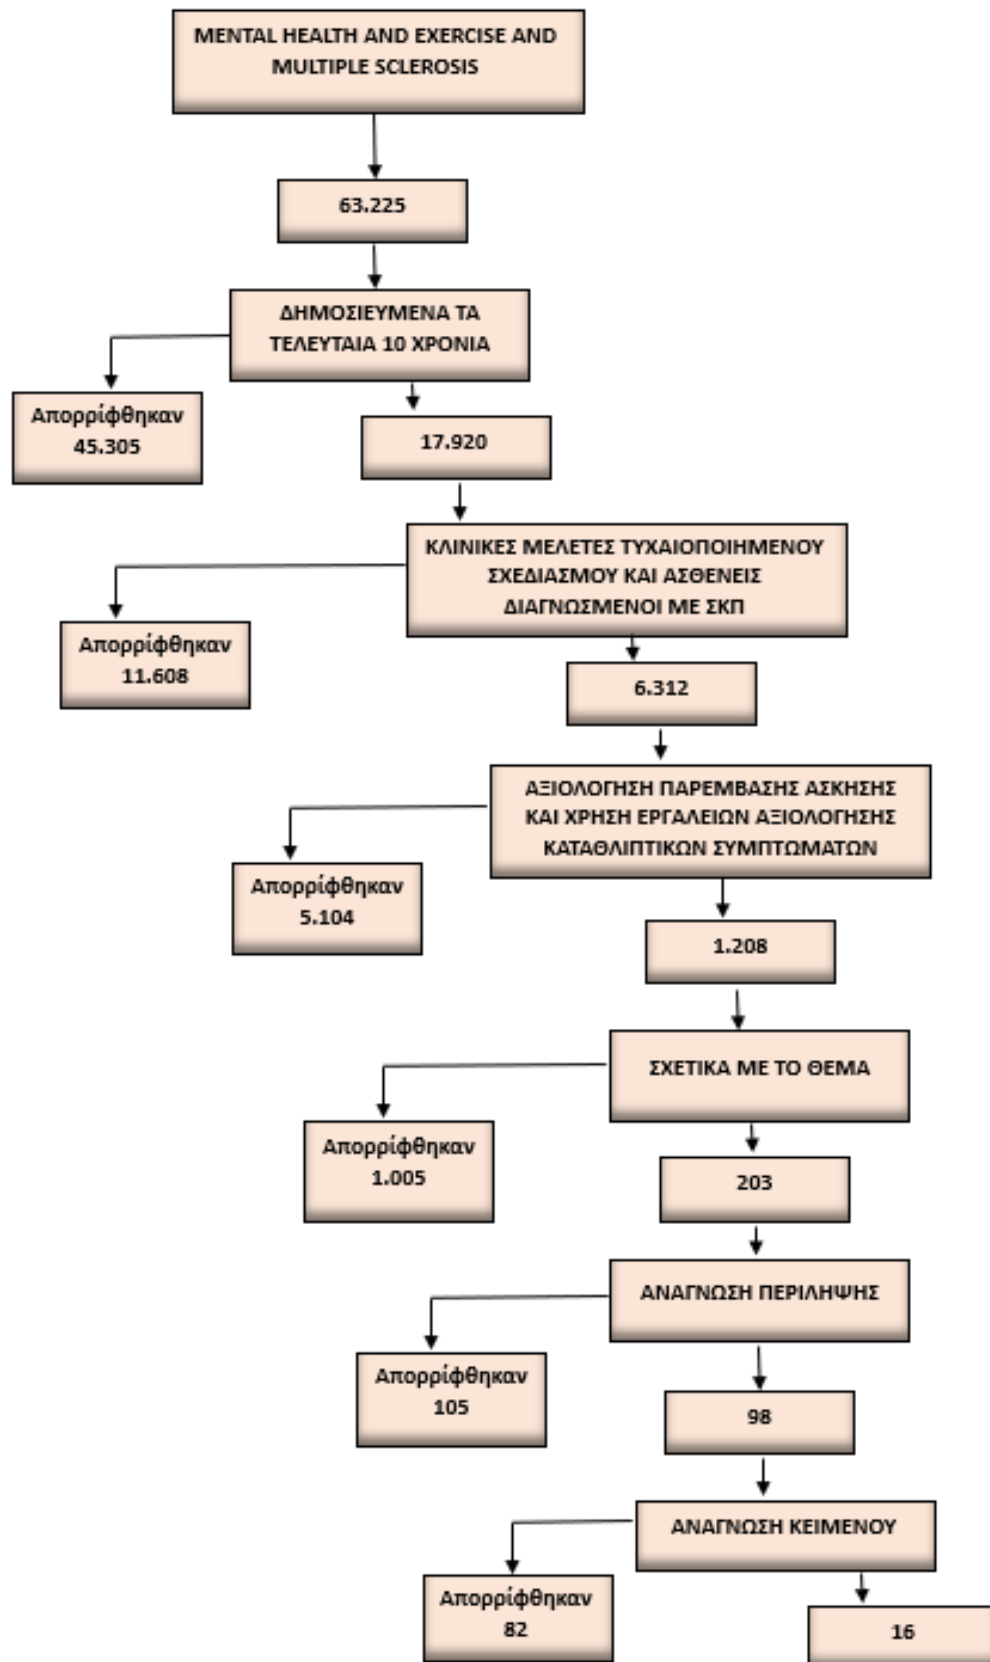 MENTAL HEALTH AND EXERCISE AND
MULTIPLE SCLEROSIS
63.225
ΔΗΜΟΣΙΕΥΜΕΝΑ ΤΑ
ΤΕΛΕΥΤΑΙΑ 10 ΧΡΟΝΙΑ
Απορρίφθηκαν
45.305
17.920
ΚΛΙΝΙΚΕΣ ΜΕΛΕΤΕΣ ΤΥΧΑΙΟΠΟΙΗΜΕΝΟΥ
ΣΧΕΔΙΑΣΜΟΥ ΚΑΙ ΑΣΘΕΝΕΙΣ
ΔΙΑΓΝΩΣΜΕΝΟΙ ΜΕ ΣΚΠ
Απορρίφθηκαν
11.608
6.312
ΑΞΙΟΛΟΓΗΣΗ ΠΑΡΕΜΒΑΣΗΣ ΑΣΚΗΣΗΣ
ΚΑΙ ΧΡΗΣΗ ΕΡΓΑΛΕΙΩΝ ΑΞΙΟΛΟΓΗΣΗΣ
ΚΑΤΑΘΛΙΠΤΙΚΩΝ ΣΥΜΠΤΩΜΑΤΩΝ
Απορρίφθηκαν
5.104
1.208
ΣΧΕΤΙΚΑ ΜΕ ΤΟ ΘΕΜΑ
Απορρίφθηκαν
1.005
203
ΑΝΑΓΝΩΣΗ ΠΕΡΙΛΗΨΗΣ
Απορρίφθηκαν
105
98
ΑΝΑΓΝΩΣΗ ΚΕΙΜΕΝΟΥ
Απορρίφθηκαν
82
16